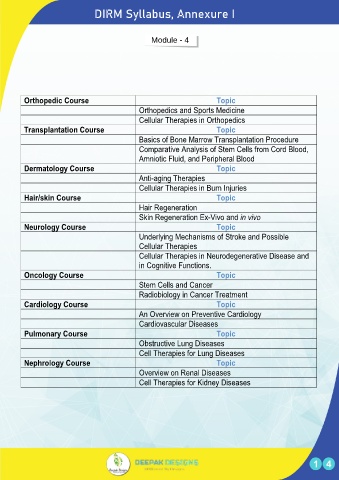 DIRM Syllabus, Annexure I
Module - 4
Orthopedic Course Topic
Orthopedics and Sports Medicine
Cellular Therapies in Orthopedics
Transplantation Course Topic
Basics of Bone Marrow Transplantation Procedure
Comparative Analysis of Stem Cells from Cord Blood,
Amniotic Fluid, and Peripheral Blood
Dermatology Course Topic
Anti-aging Therapies
Cellular Therapies in Burn Injuries
Hair/skin Course Topic
Hair Regeneration
Skin Regeneration Ex-Vivo and in vivo
Neurology Course Topic
Underlying Mechanisms of Stroke and Possible
Cellular Therapies
Cellular Therapies in Neurodegenerative Disease and
in Cognitive Functions.
Oncology Course Topic
Stem Cells and Cancer
Radiobiology in Cancer Treatment
Cardiology Course Topic
An Overview on Preventive Cardiology
Cardiovascular Diseases
Pulmonary Course Topic
Obstructive Lung Diseases
Cell Therapies for Lung Diseases
Nephrology Course Topic
Overview on Renal Diseases
Cell Therapies for Kidney Diseases
DEEPAK DESIGNS
1 4